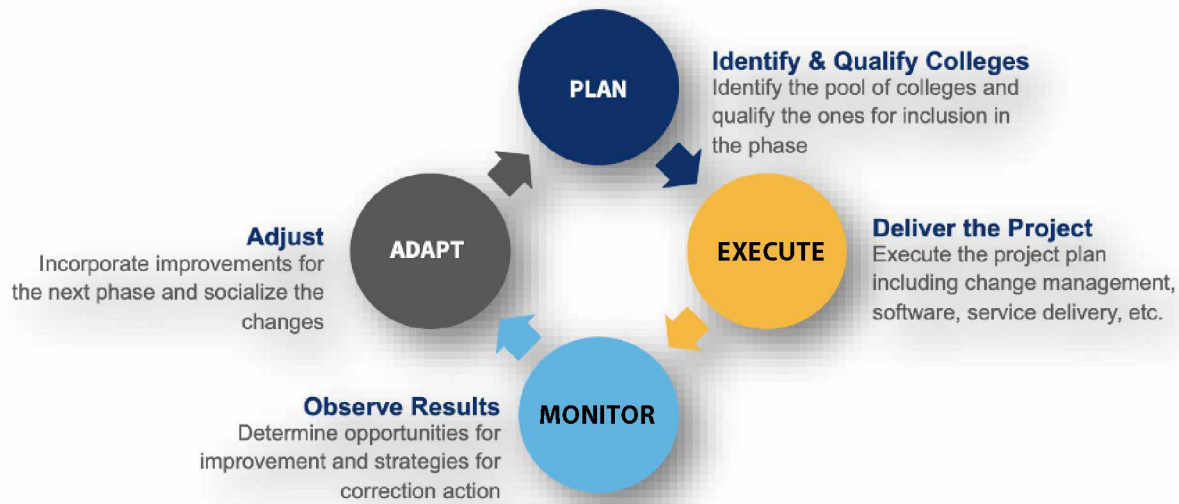 PLAN
Identify & Qualify Colleges
Identify the pool of colleges and
qualify the ones for inclusion in
the phase
EXECUTE
Deliver the Project
Execute the project plan
including change management,
software, service delivery, etc.
MONITOR
Observe Results
Determine opportunities for
improvement and strategies for
correction action
ADAPT
Adjust
Incorporate improvements for
the next phase and socialize the
changes